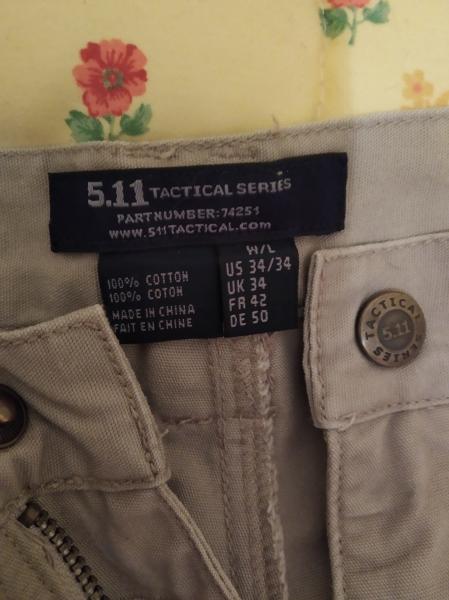 5.11 TACTICAL SERIES
PARTNUMBER:74251
WWW.511TACTICAL.COM
100% COTTON
100% COTON
MADE IN CHINA
FAIT EN CHINE
W/L
US 34/34
UK 34
FR 42
DE 50
TACTICAL
5.11
SERIES